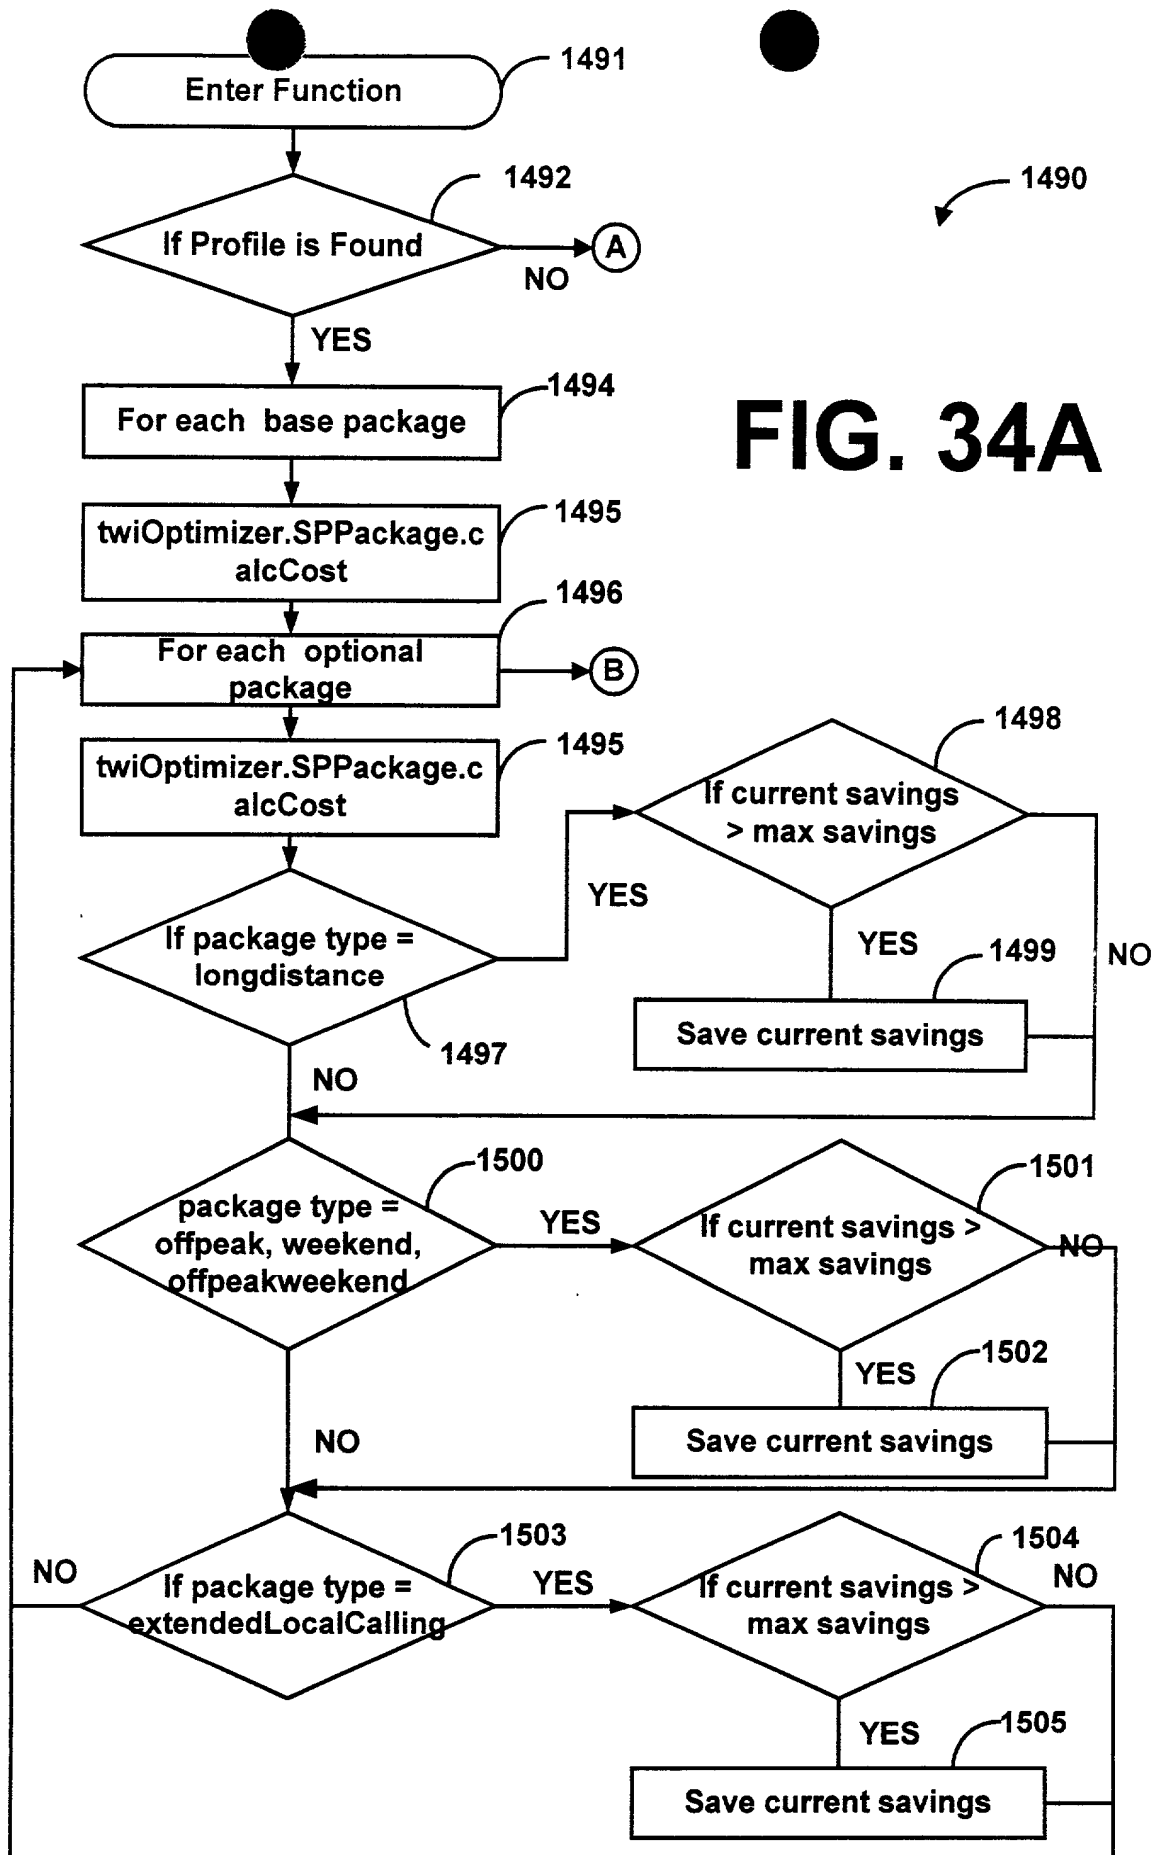 1491
Enter Function
1492
1490
If Profile is Found
A
NO
YES
1494
For each base package
FIG. 34A
1495
twiOptimizer.SPPackage.c
alcCost
1496
For each optional
package
B
1495
twiOptimizer.SPPackage.c
alcCost
1498
If current savings
> max savings
YES
If package type =
longdistance
YES
NO
1499
Save current savings
1497
NO
1500
package type =
offpeak, weekend,
offpeakweekend
YES
1501
If current savings >
max savings
NO
1502
YES
Save current savings
NO
1503
NO
If package type =
extendedLocalCalling
YES
1504
If current savings >
max savings
NO
YES
1505
Save current savings